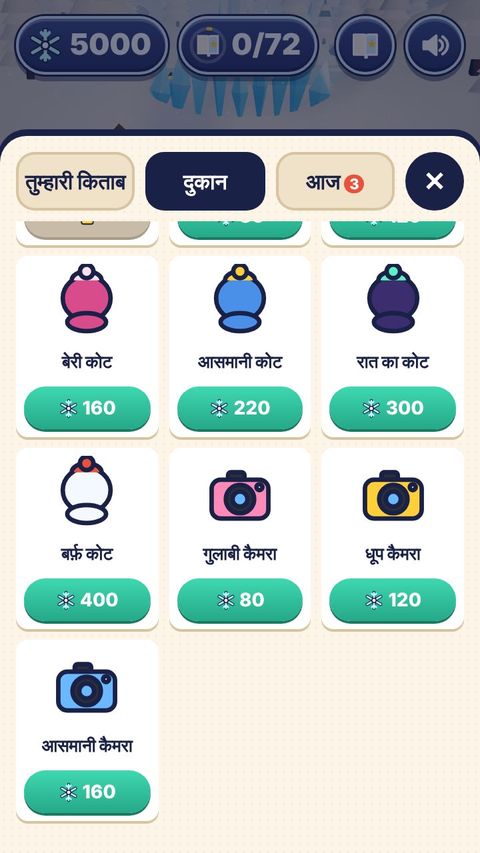 5000 0/72
तुम्हारी किताब दुकान आज 3
बेरी कोट आसमानी कोट रात का कोट
160 220 300
बर्फ़ कोट गुलाबी कैमरा धूप कैमरा
400 80 120
आसमानी कैमरा
160